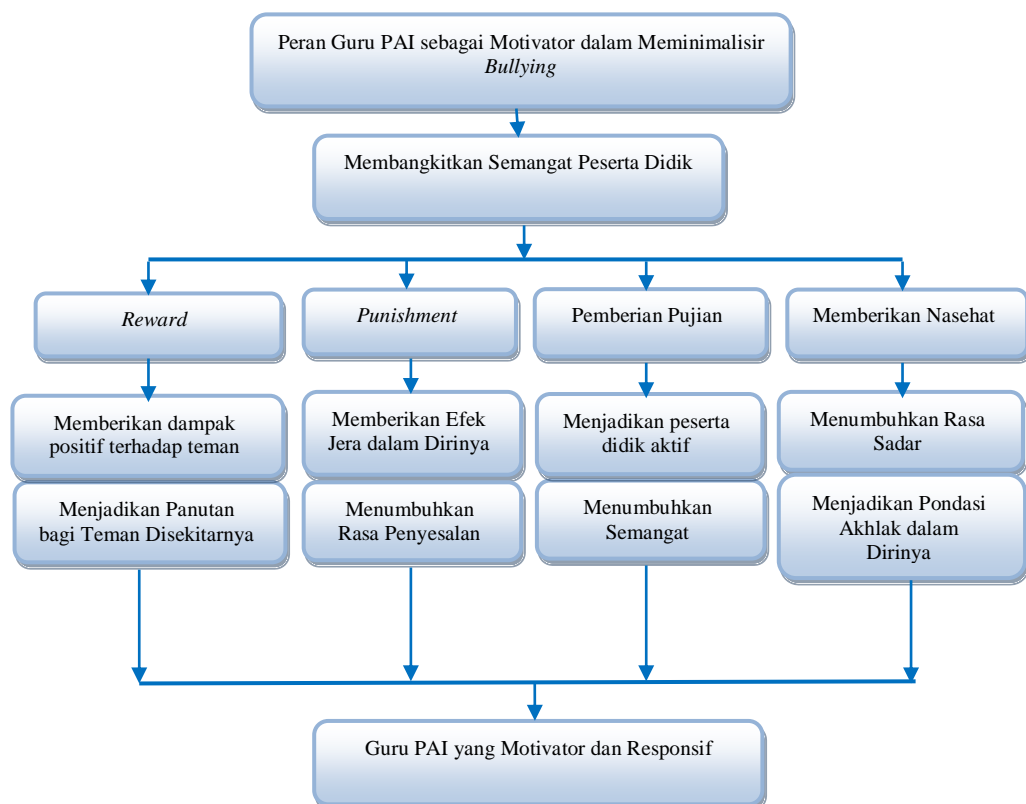 Peran Guru PAI sebagai Motivator dalam Meminimalisir
Bullying
Membangkitkan Semangat Peserta Didik
Reward
Punishment
Pemberian Pujian
Memberikan Nasehat
Memberikan dampak
positif terhadap teman
Memberikan Efek
Jera dalam Dirinya
Menjadikan peserta
didik aktif
Menumbuhkan Rasa
Sadar
Menjadikan Panutan
bagi Teman Disekitarnya
Menumbuhkan
Rasa Penyesalan
Menumbuhkan
Semangat
Menjadikan Pondasi
Akhlak dalam
Dirinya
Guru PAI yang Motivator dan Responsif